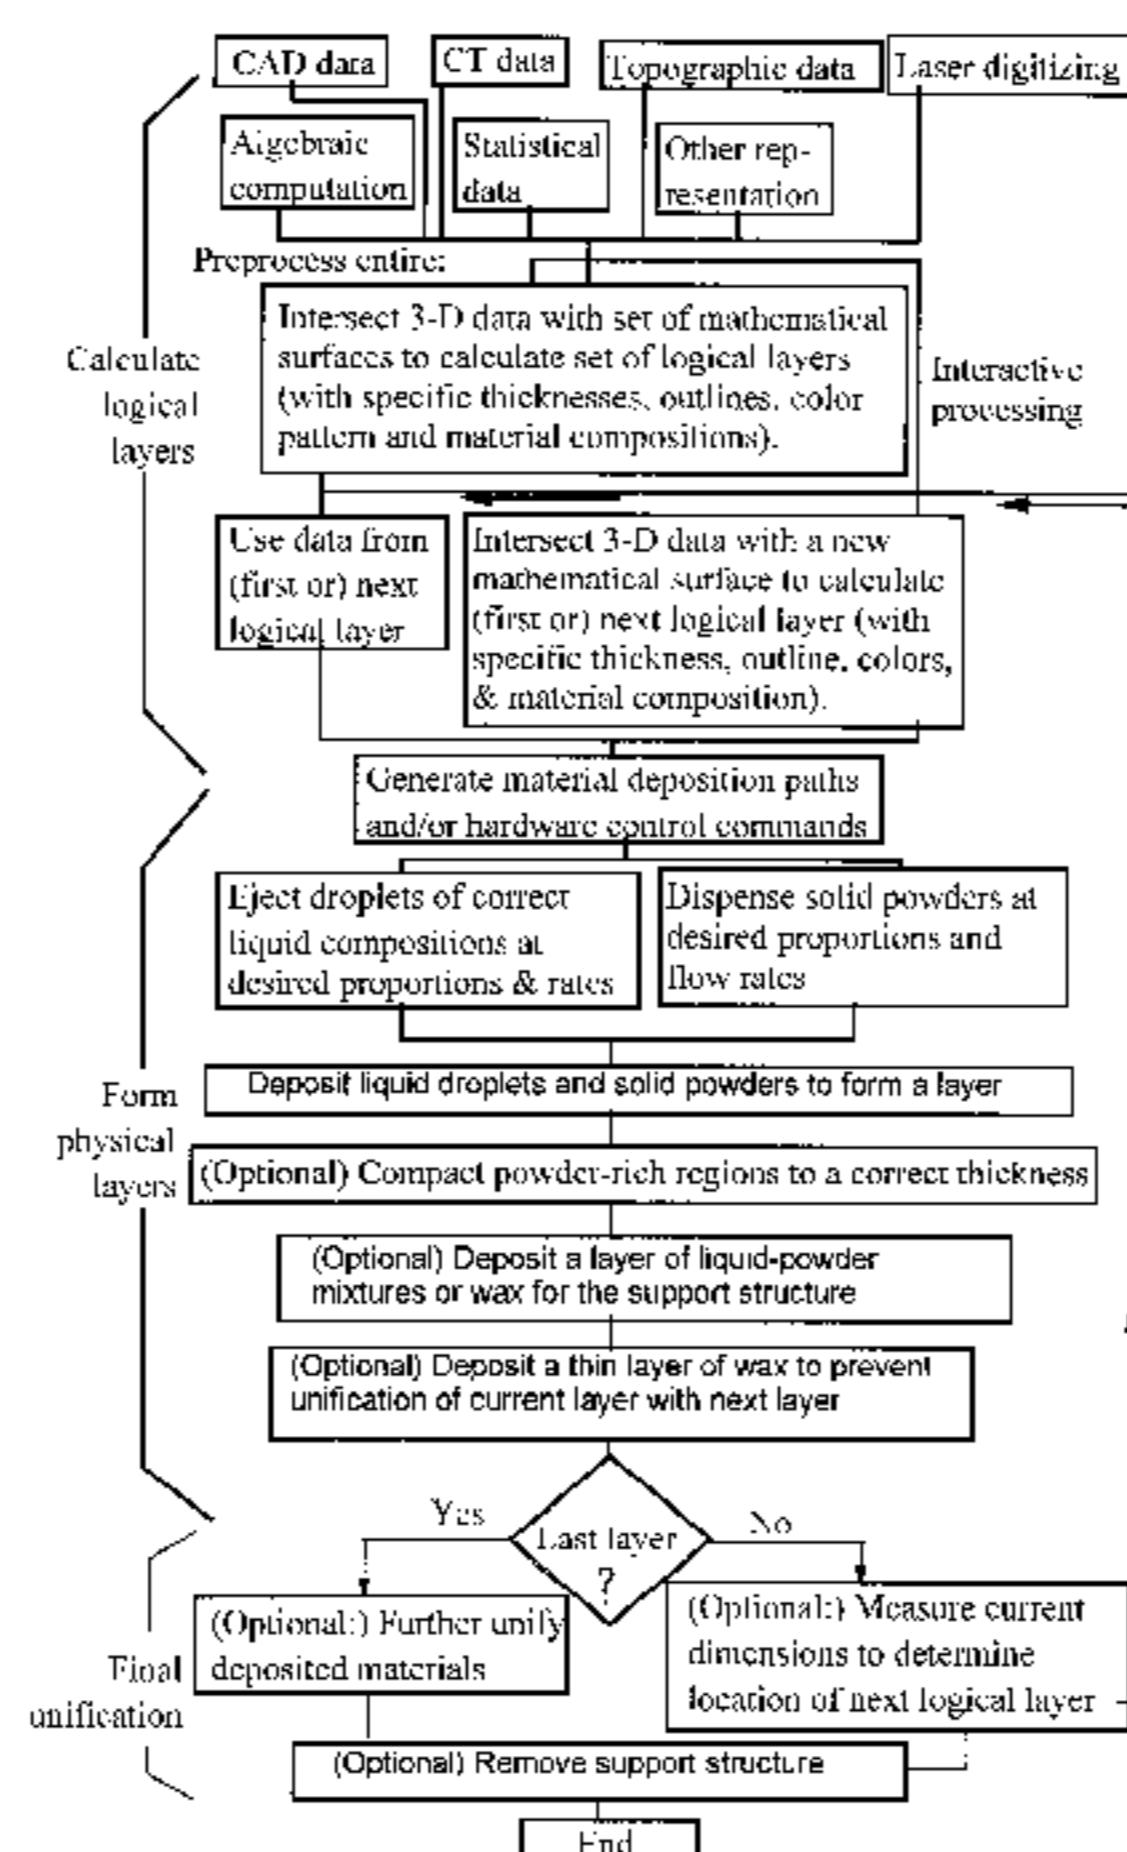 CAD data
CT data
Topographic data
Laser digitizing
Algebraic
computation
Statistical
data
Other rep-
resentation
Preprocess entire:
Intersect 3-D data with set of mathematical
surfaces to calculate set of logical layers
(with specific thicknesses, outlines, color
pattern and material compositions).
Calculate
logical
layers
Interactive
processing
Use data from
(first or) next
logical layer
Intersect 3-D data with a new
mathematical surface to calculate
(first or) next logical layer (with
specific thickness, outline, colors,
& material composition).
Generate material deposition paths
and/or hardware control commands
Eject droplets of correct
liquid compositions at
desired proportions & rates
Dispense solid powders at
desired proportions and
flow rates
Form
physical
layers
Deposit liquid droplets and solid powders to form a layer
(Optional) Compact powder-rich regions to a correct thickness
(Optional) Deposit a layer of liquid-powder
mixtures or wax for the support structure
(Optional) Deposit a thin layer of wax to prevent
unification of current layer with next layer
Yes
Last layer
?
No
(Optional:) Further unify
deposited materials
(Optional:) Measure current
dimensions to determine
location of next logical layer
Final
unification
(Optional) Remove support structure
End